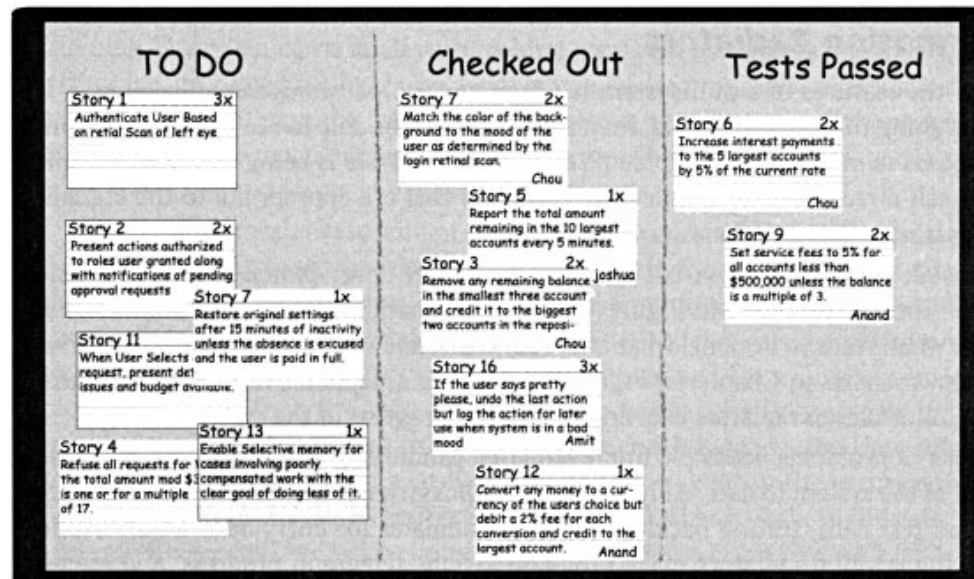 TO DO
Story 1 3x
Authenticate User Based
on retial Scan of left eye
Story 2 2x
Present actions authorized
to roles user granted along
with notifications of pending
approval requests
Story 7 1x
Restore original settings
after 15 minutes of inactivity
unless the absence is excused
and the user is paid in full.
Story 11
When User Selects
request, present det
issues and budget available.
Story 4
Refuse all requests for
the total amount mod $3
is one or for a multiple
of 17.
Story 13 1x
Enable Selective memory for
cases involving poorly
compensated work with the
clear goal of doing less of it.
Checked Out
Story 7 2x
Match the color of the back-
ground to the mood of the
user as determined by the
login retinal scan.
Chou
Story 5 1x
Report the total amount
remaining in the 10 largest
accounts every 5 minutes.
joshua
Story 3 2x
Remove any remaining balance
in the smallest three account
and credit it to the biggest
two accounts in the reposi-
Chou
Story 16 3x
If the user says pretty
please, undo the last action
but log the action for later
use when system is in a bad
mood
Amit
Story 12 1x
Convert any money to a cur-
rency of the users choice but
debit a 2% fee for each
conversion and credit to the
largest account.
Anand
Tests Passed
Story 6 2x
Increase interest payments
to the 5 largest accounts
by 5% of the current rate
Chou
Story 9 2x
Set service fees to 5% for
all accounts less than
$500,000 unless the balance
is a multiple of 3.
Anand